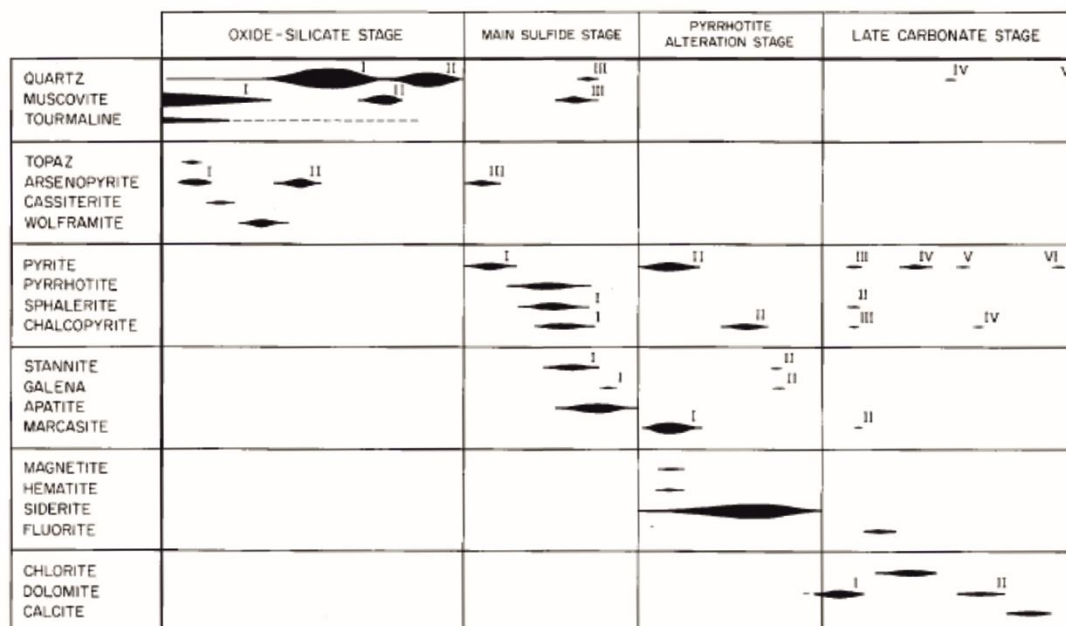 OXIDE-SILICATE STAGE MAIN SULFIDE STAGE PYRRHOTITE ALTERATION STAGE LATE CARBONATE STAGE
QUARTZ I II III IV V
MUSCOVITE I II III
TOURMALINE
TOPAZ
ARSENOPYRITE I II III
CASSITERITE
WOLFRAMITE
PYRITE I II III IV V VI
PYRRHOTITE
SPHALERITE I II
CHALCOPYRITE I II III IV
STANNITE I II
GALENA I II
APATITE
MARCASITE I II
MAGNETITE
HEMATITE
SIDERITE
FLUORITE
CHLORITE
DOLOMITE I II
CALCITE